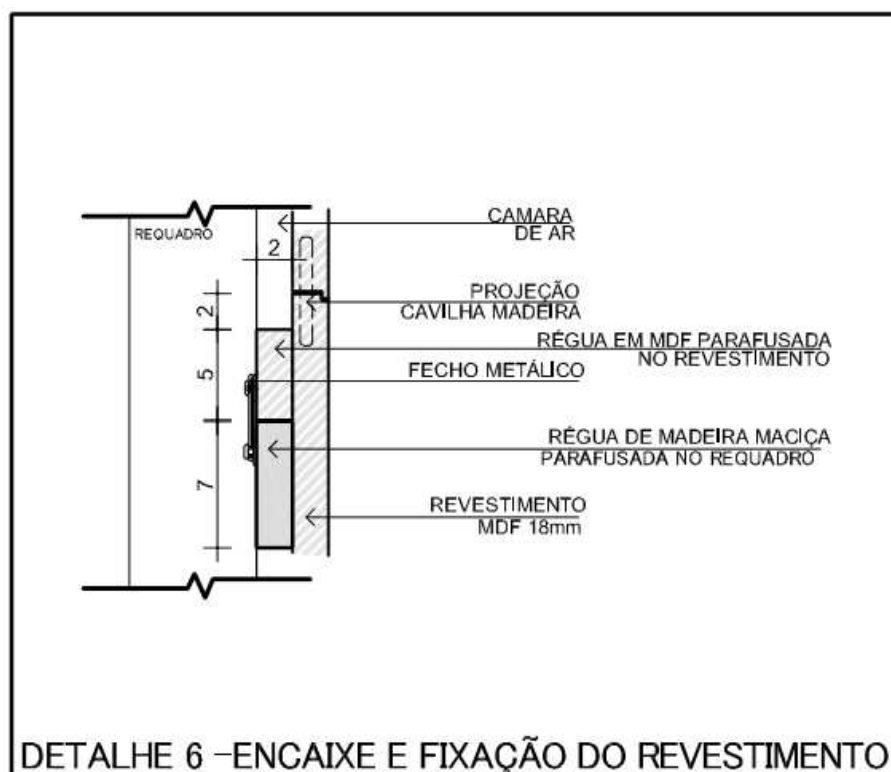 CAMARA
DE AR
REQUADRO
2
PROJEÇÃO
CAVILHA MADEIRA
2
RÉGUA EM MDF PARAFUSADA
NO REVESTIMENTO
5
FECHO METÁLICO
RÉGUA DE MADEIRA MACIÇA
PARAFUSADA NO REQUADRO
7
REVESTIMENTO
MDF 18mm
DETALHE 6 -ENCAIXE E FIXAÇÃO DO REVESTIMENTO